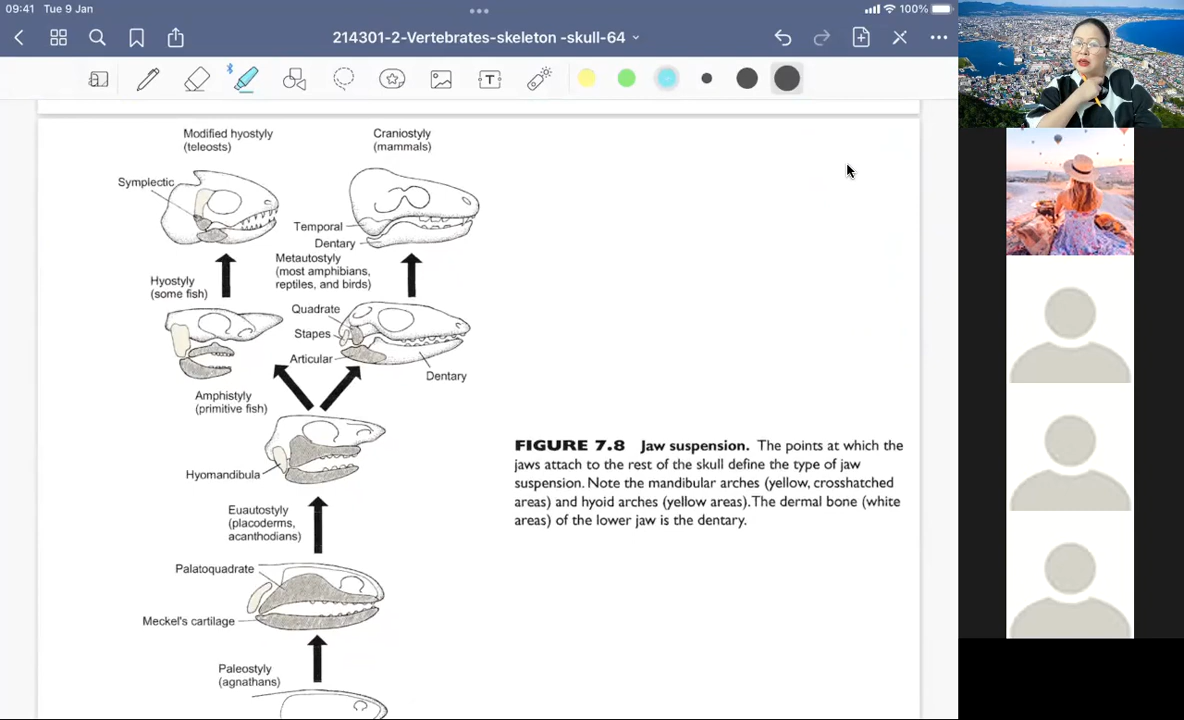 09:41 Tue 9 Jan
100%
214301-2-Vertebrates-skeleton -skull-64
T
Modified hyostyly
(teleosts)
Craniostyly
(mammals)
Symplectic
Temporal
Dentary
Metautostyly
(most amphibians,
reptiles, and birds)
Hyostyly
(some fish)
Quadrate
Stapes
Articular
Dentary
Amphistyly
(primitive fish)
Hyomandibula
FIGURE 7.8 Jaw suspension. The points at which the
jaws attach to the rest of the skull define the type of jaw
suspension. Note the mandibular arches (yellow, crosshatched
areas) and hyoid arches (yellow areas). The dermal bone (white
areas) of the lower jaw is the dentary.
Euautostyly
(placoderms,
acanthodians)
Palatoquadrate
Meckel's cartilage
Paleostyly
(agnathans)